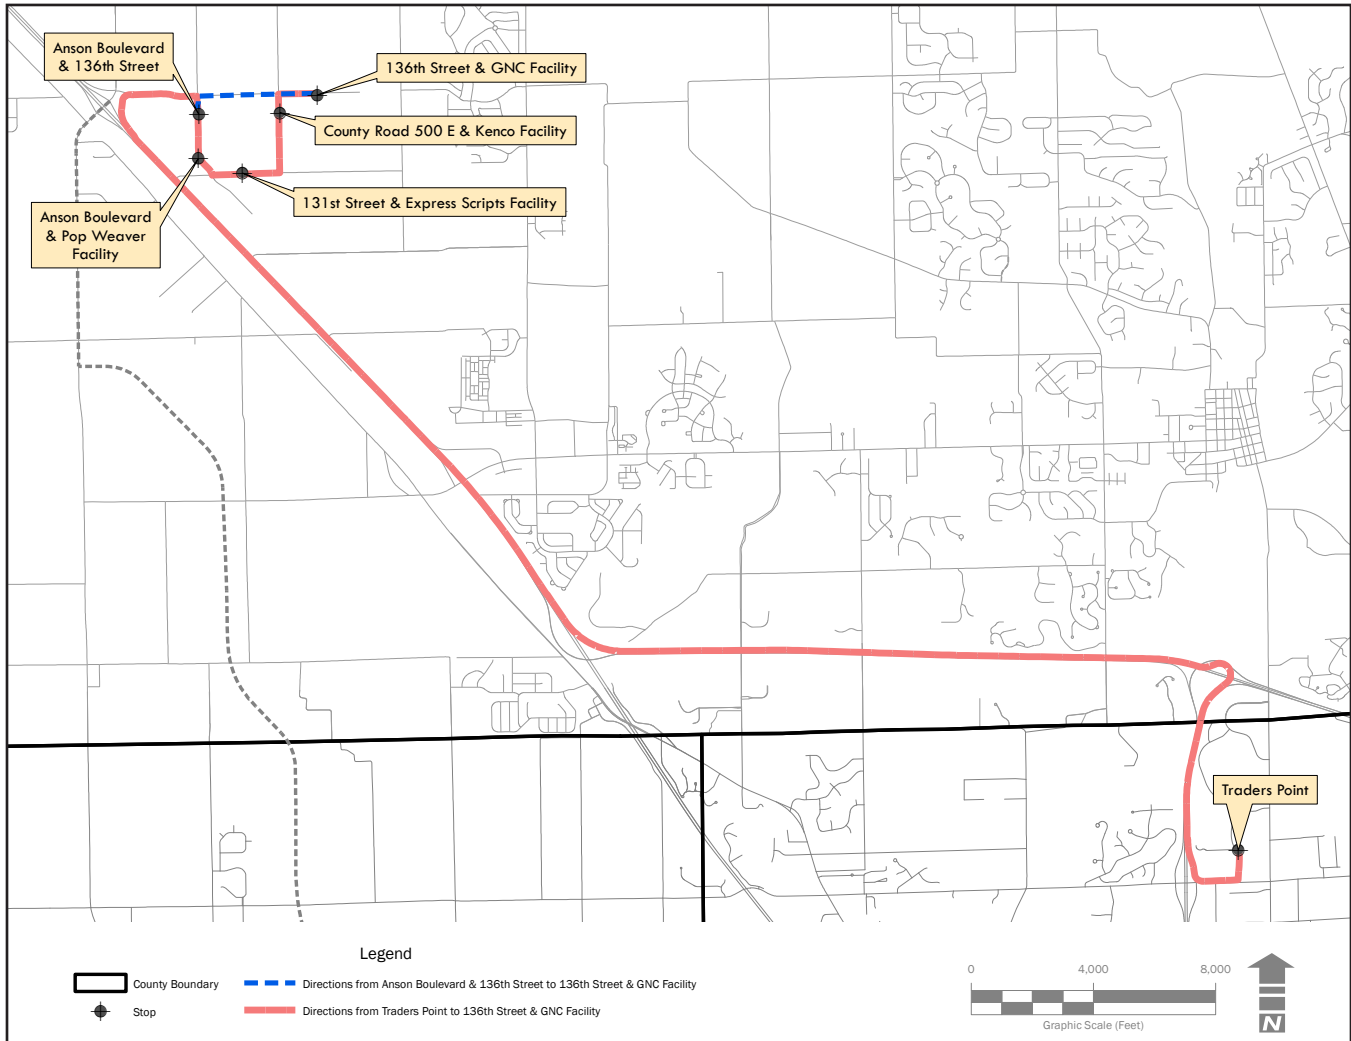 Anson Boulevard
& 136th Street
136th Street & GNC Facility
County Road 500 E & Kenco Facility
131st Street & Express Scripts Facility
Anson Boulevard
& Pop Weaver
Facility
Traders Point
Legend
County Boundary
Stop
Directions from Anson Boulevard & 136th Street to 136th Street & GNC Facility
Directions from Traders Point to 136th Street & GNC Facility
0 4,000 8,000
Graphic Scale (Feet)
N